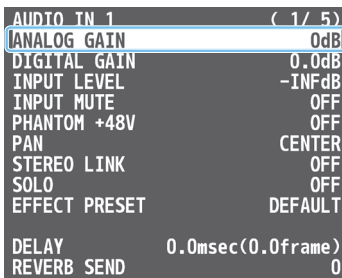 AUDIO IN 1 ( 1/ 5)
ANALOG GAIN 0dB
DIGITAL GAIN 0.0dB
INPUT LEVEL -INFdB
INPUT MUTE OFF
PHANTOM +48V OFF
PAN CENTER
STEREO LINK OFF
SOLO OFF
EFFECT PRESET DEFAULT
DELAY 0.0msec(0.0frame)
REVERB SEND 0